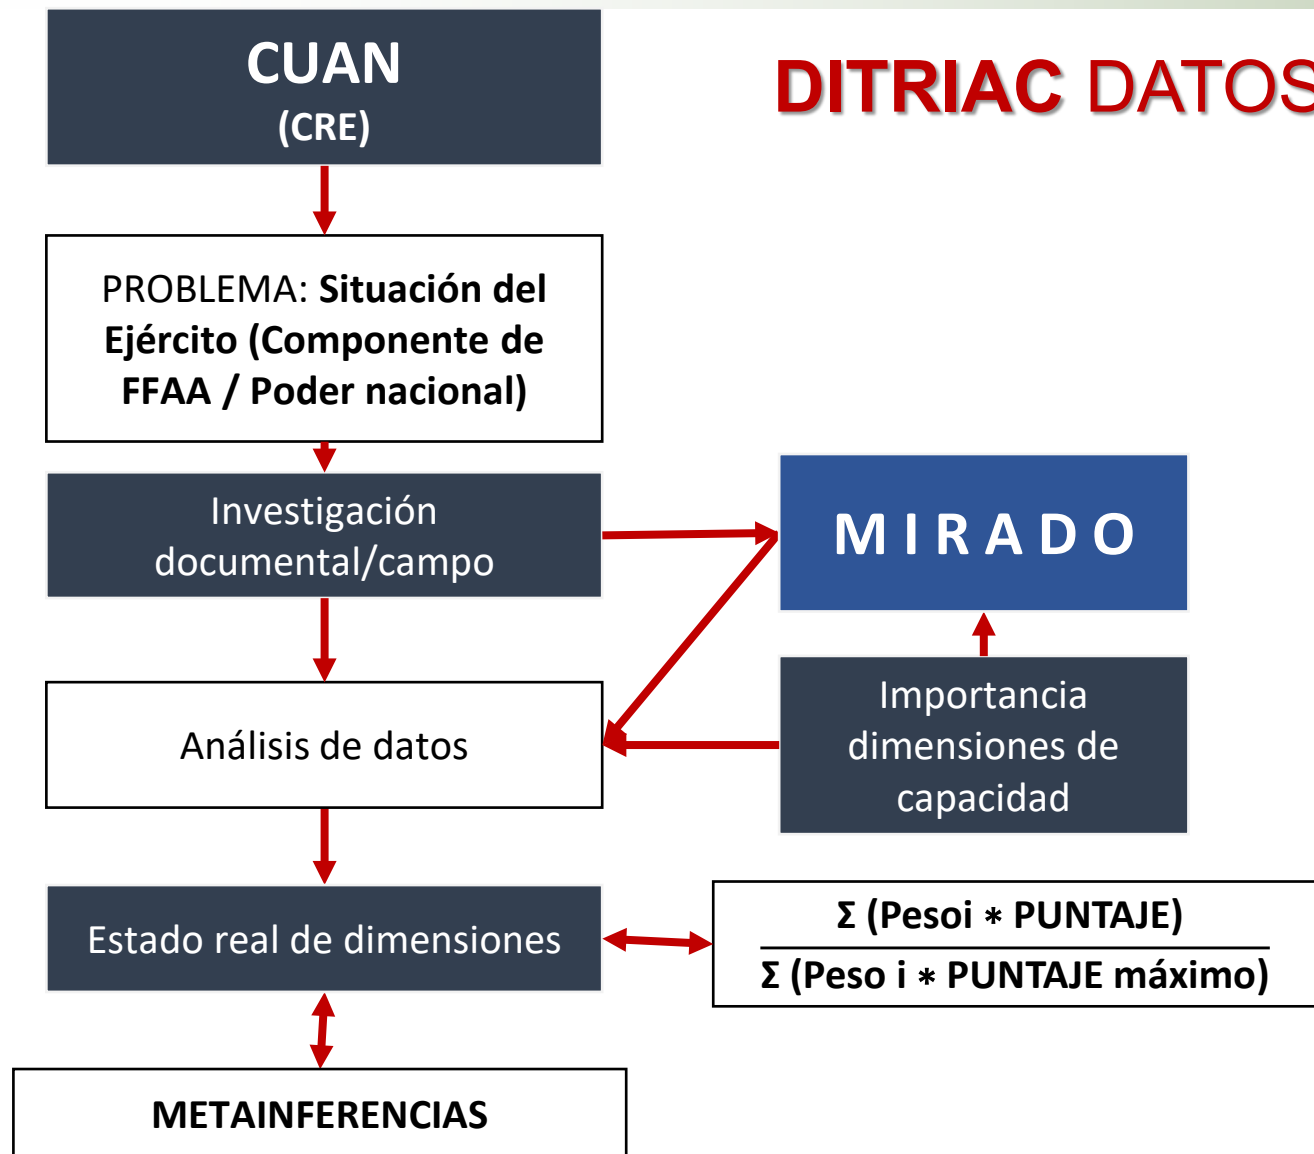 CUAN
(CRE)
DITRIAC DATOS
PROBLEMA: Situación del
Ejército (Componente de
FFAA / Poder nacional)
Investigación
documental/campo
M I R A D O
Análisis de datos
Importancia
dimensiones de
capacidad
Estado real de dimensiones
Σ (Pesoi * PUNTAJE)
Σ (Peso i * PUNTAJE máximo)
METAINFERENCIAS